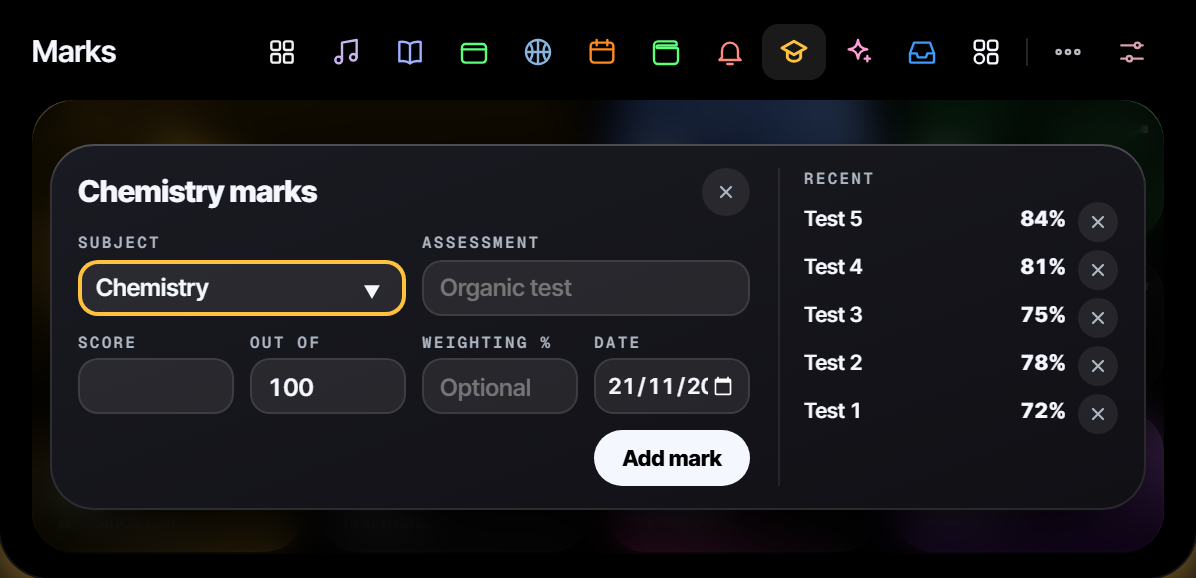 Marks
Chemistry marks
SUBJECT
ASSESSMENT
Chemistry
Organic test
SCORE
OUT OF
WEIGHTING %
DATE
100
Optional
21/11/20
Add mark
RECENT
Test 5 84%
Test 4 81%
Test 3 75%
Test 2 78%
Test 1 72%